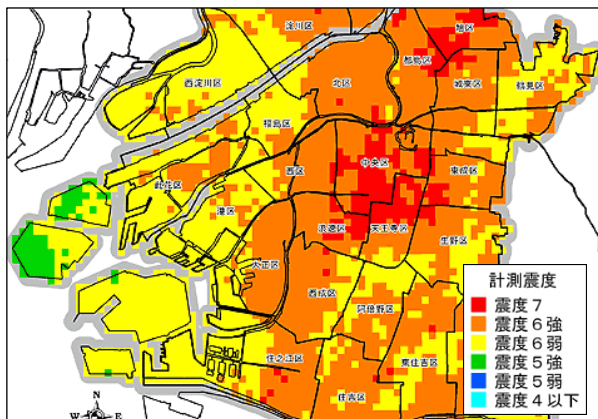 淀川区
旭区
都島区
西淀川区
北区
城東区
鶴見区
福島区
中央区
此花区
西区
東成区
港区
浪速区
天王寺区
生野区
大正区
西成区
阿倍野区
住之江区
東住吉区
住吉区
計測震度
震度7
震度6強
震度6弱
震度5強
震度5弱
震度4以下
N
W E